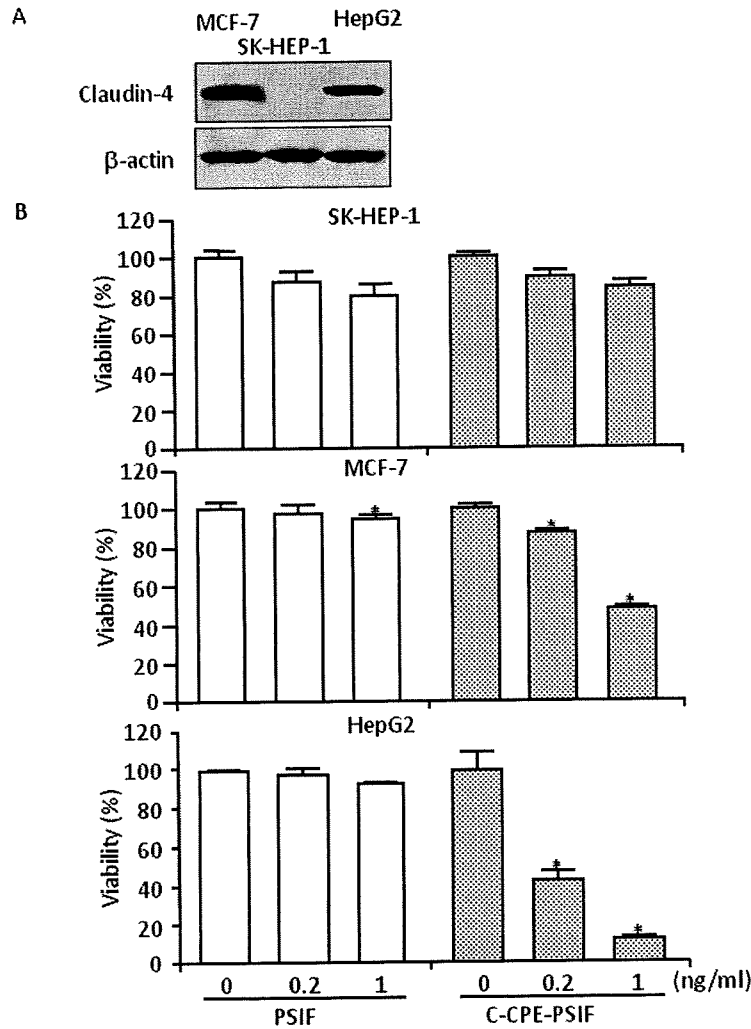 A
MCF-7 HepG2
SK-HEP-1
Claudin-4
β-actin
B
SK-HEP-1
Viability (%)
120
100
80
60
40
20
0
MCF-7
Viability (%)
120
100
80
60
40
20
0
*
*
*
HepG2
Viability (%)
120
100
80
60
40
20
0
*
*
0 0.2 1 0 0.2 1 (ng/ml)
PSIF C-CPE-PSIF